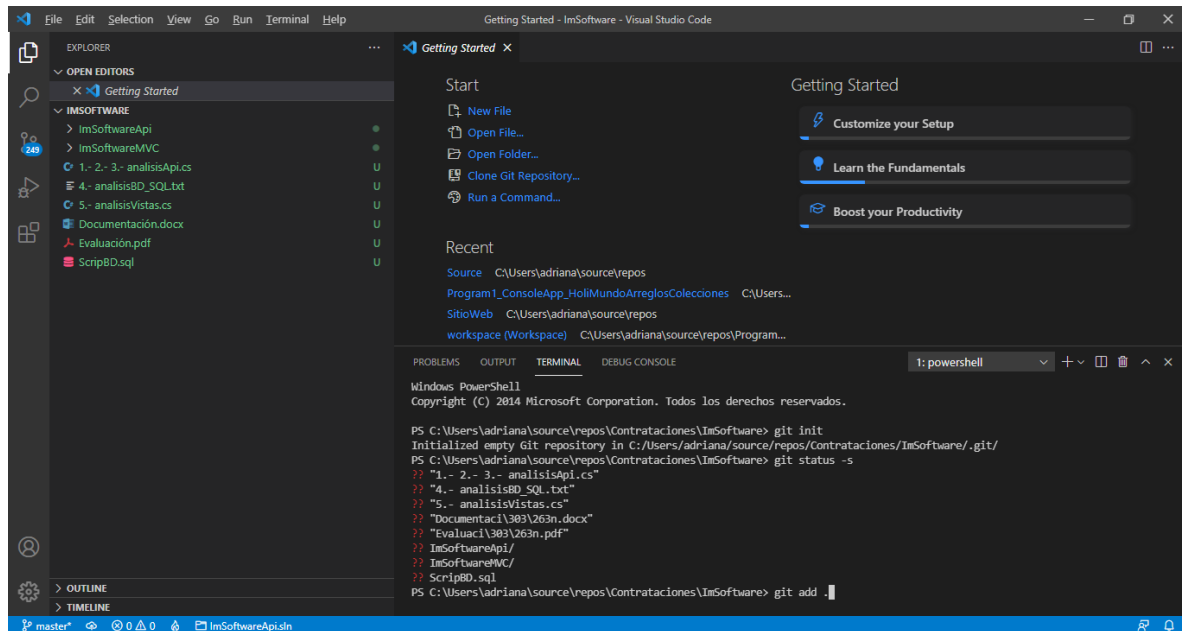 File Edit Selection View Go Run Terminal Help
Getting Started - ImSoftware - Visual Studio Code
EXPLORER
OPEN EDITORS
Getting Started
IMSOFTWARE
ImSoftwareApi
ImSoftwareMVC
1.- 2.- 3.- analisisApi.cs U
4.- analisisBD_SQL.txt U
5.- analisisVistas.cs U
Documentación.docx U
Evaluación.pdf U
ScripBD.sql U
249
OUTLINE
TIMELINE
Getting Started
Start
New File
Open File...
Open Folder...
Clone Git Repository...
Run a Command...
Recent
Source C:\Users\adriana\source\repos
Program1_ConsoleApp_HoliMundoArreglosColecciones C:\Users...
SitioWeb C:\Users\adriana\source\repos
workspace (Workspace) C:\Users\adriana\source\repos\Program...
Getting Started
Customize your Setup
Learn the Fundamentals
Boost your Productivity
PROBLEMS OUTPUT TERMINAL DEBUG CONSOLE 1: powershell
Windows PowerShell
Copyright (C) 2014 Microsoft Corporation. Todos los derechos reservados.
PS C:\Users\adriana\source\repos\Contrataciones\ImSoftware> git init
Initialized empty Git repository in C:/Users/adriana/source/repos/Contrataciones/ImSoftware/.git/
PS C:\Users\adriana\source\repos\Contrataciones\ImSoftware> git status -s
?? "1.- 2.- 3.- analisisApi.cs"
?? "4.- analisisBD_SQL.txt"
?? "5.- analisisVistas.cs"
?? "Documentaci\303\263n.docx"
?? "Evaluaci\303\263n.pdf"
?? ImSoftwareApi/
?? ImSoftwareMVC/
?? ScripBD.sql
PS C:\Users\adriana\source\repos\Contrataciones\ImSoftware> git add .
master* 0 0 ImSoftwareApi.sln